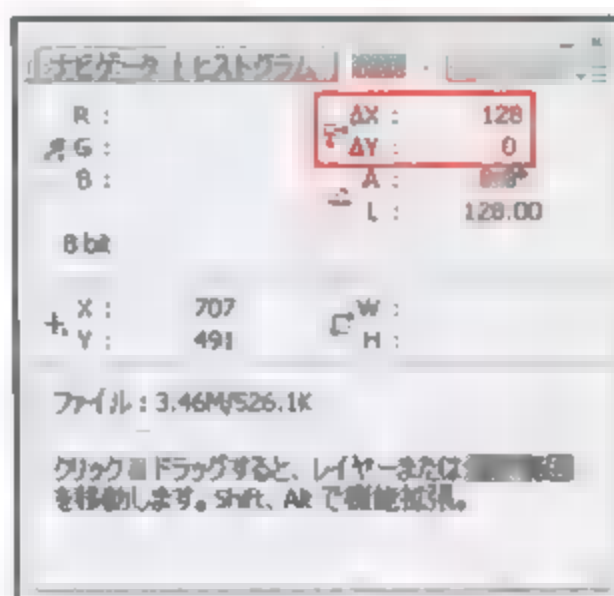 ナビゲータ ヒストグラム
R :
G :
B :
8 bit
ΔX : 128
ΔY : 0
A :
L : 128.00
X : 707
Y : 491
W :
H :
ファイル : 3.46M/526.1K
クリック ドラッグすると、レイヤーまたは
を移動します。Shift、Alt で機能拡張。